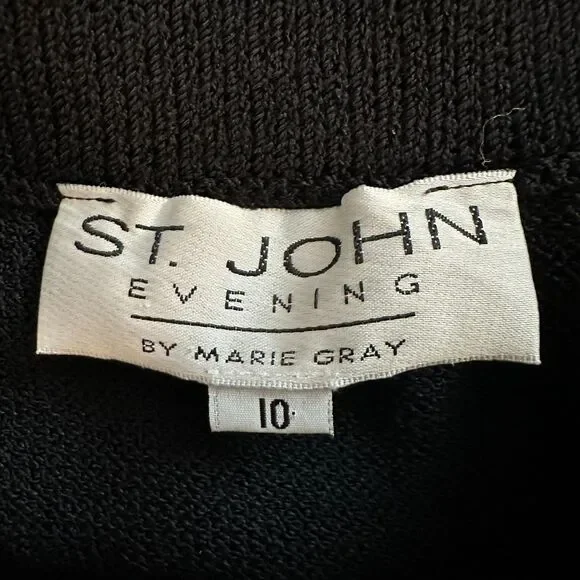 ST. JOHN
EVENING
BY MARIE GRAY
10